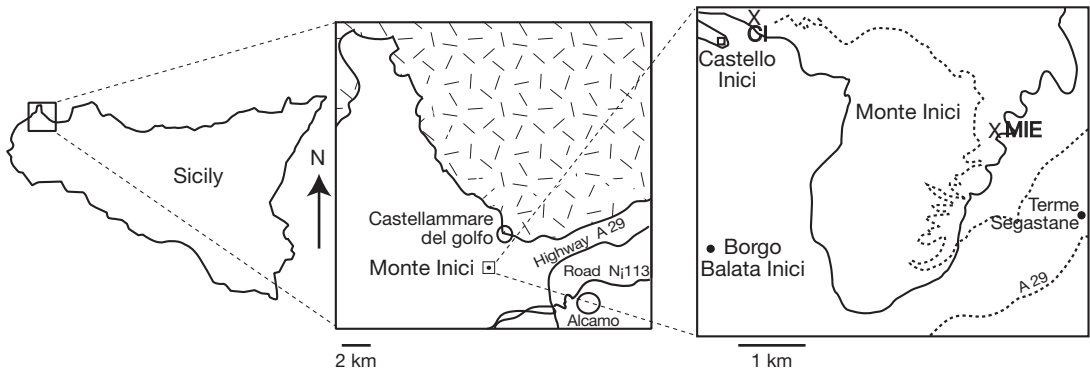 Sicily
N
Castellammare
del golfo
Monte Inici
Highway A 29
Road N¡113
Alcamo
2 km
X
CI
Castello
Inici
Monte Inici
X MIE
Terme
Segastane
Borgo
Balata Inici
A 29
1 km